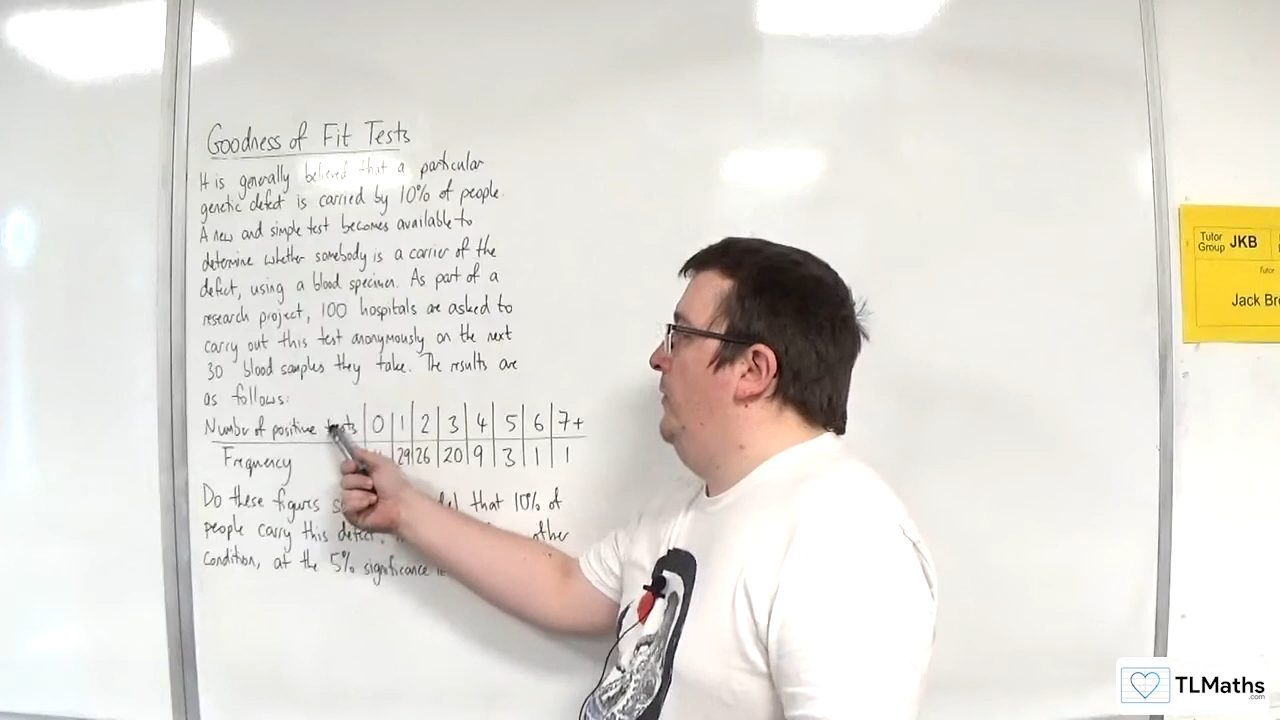 Goodness of Fit Tests
It is generally believed that a particular
genetic defect is carried by 10% of people.
A new and simple test becomes available to
determine whether somebody is a carrier of the
defect, using a blood specimen. As part of a
research project, 100 hospitals are asked to
carry out this test anonymously on the next
30 blood samples they take. The results are
as follows:
Number of positive tests 0 1 2 3 4 5 6 7+
Frequency 29 26 20 9 3 1 1
Do these figures that 10% of
people carry this defect, other
condition, at the 5% significance
Tutor
Group JKB
Tutor
Jack
TLMaths
.com